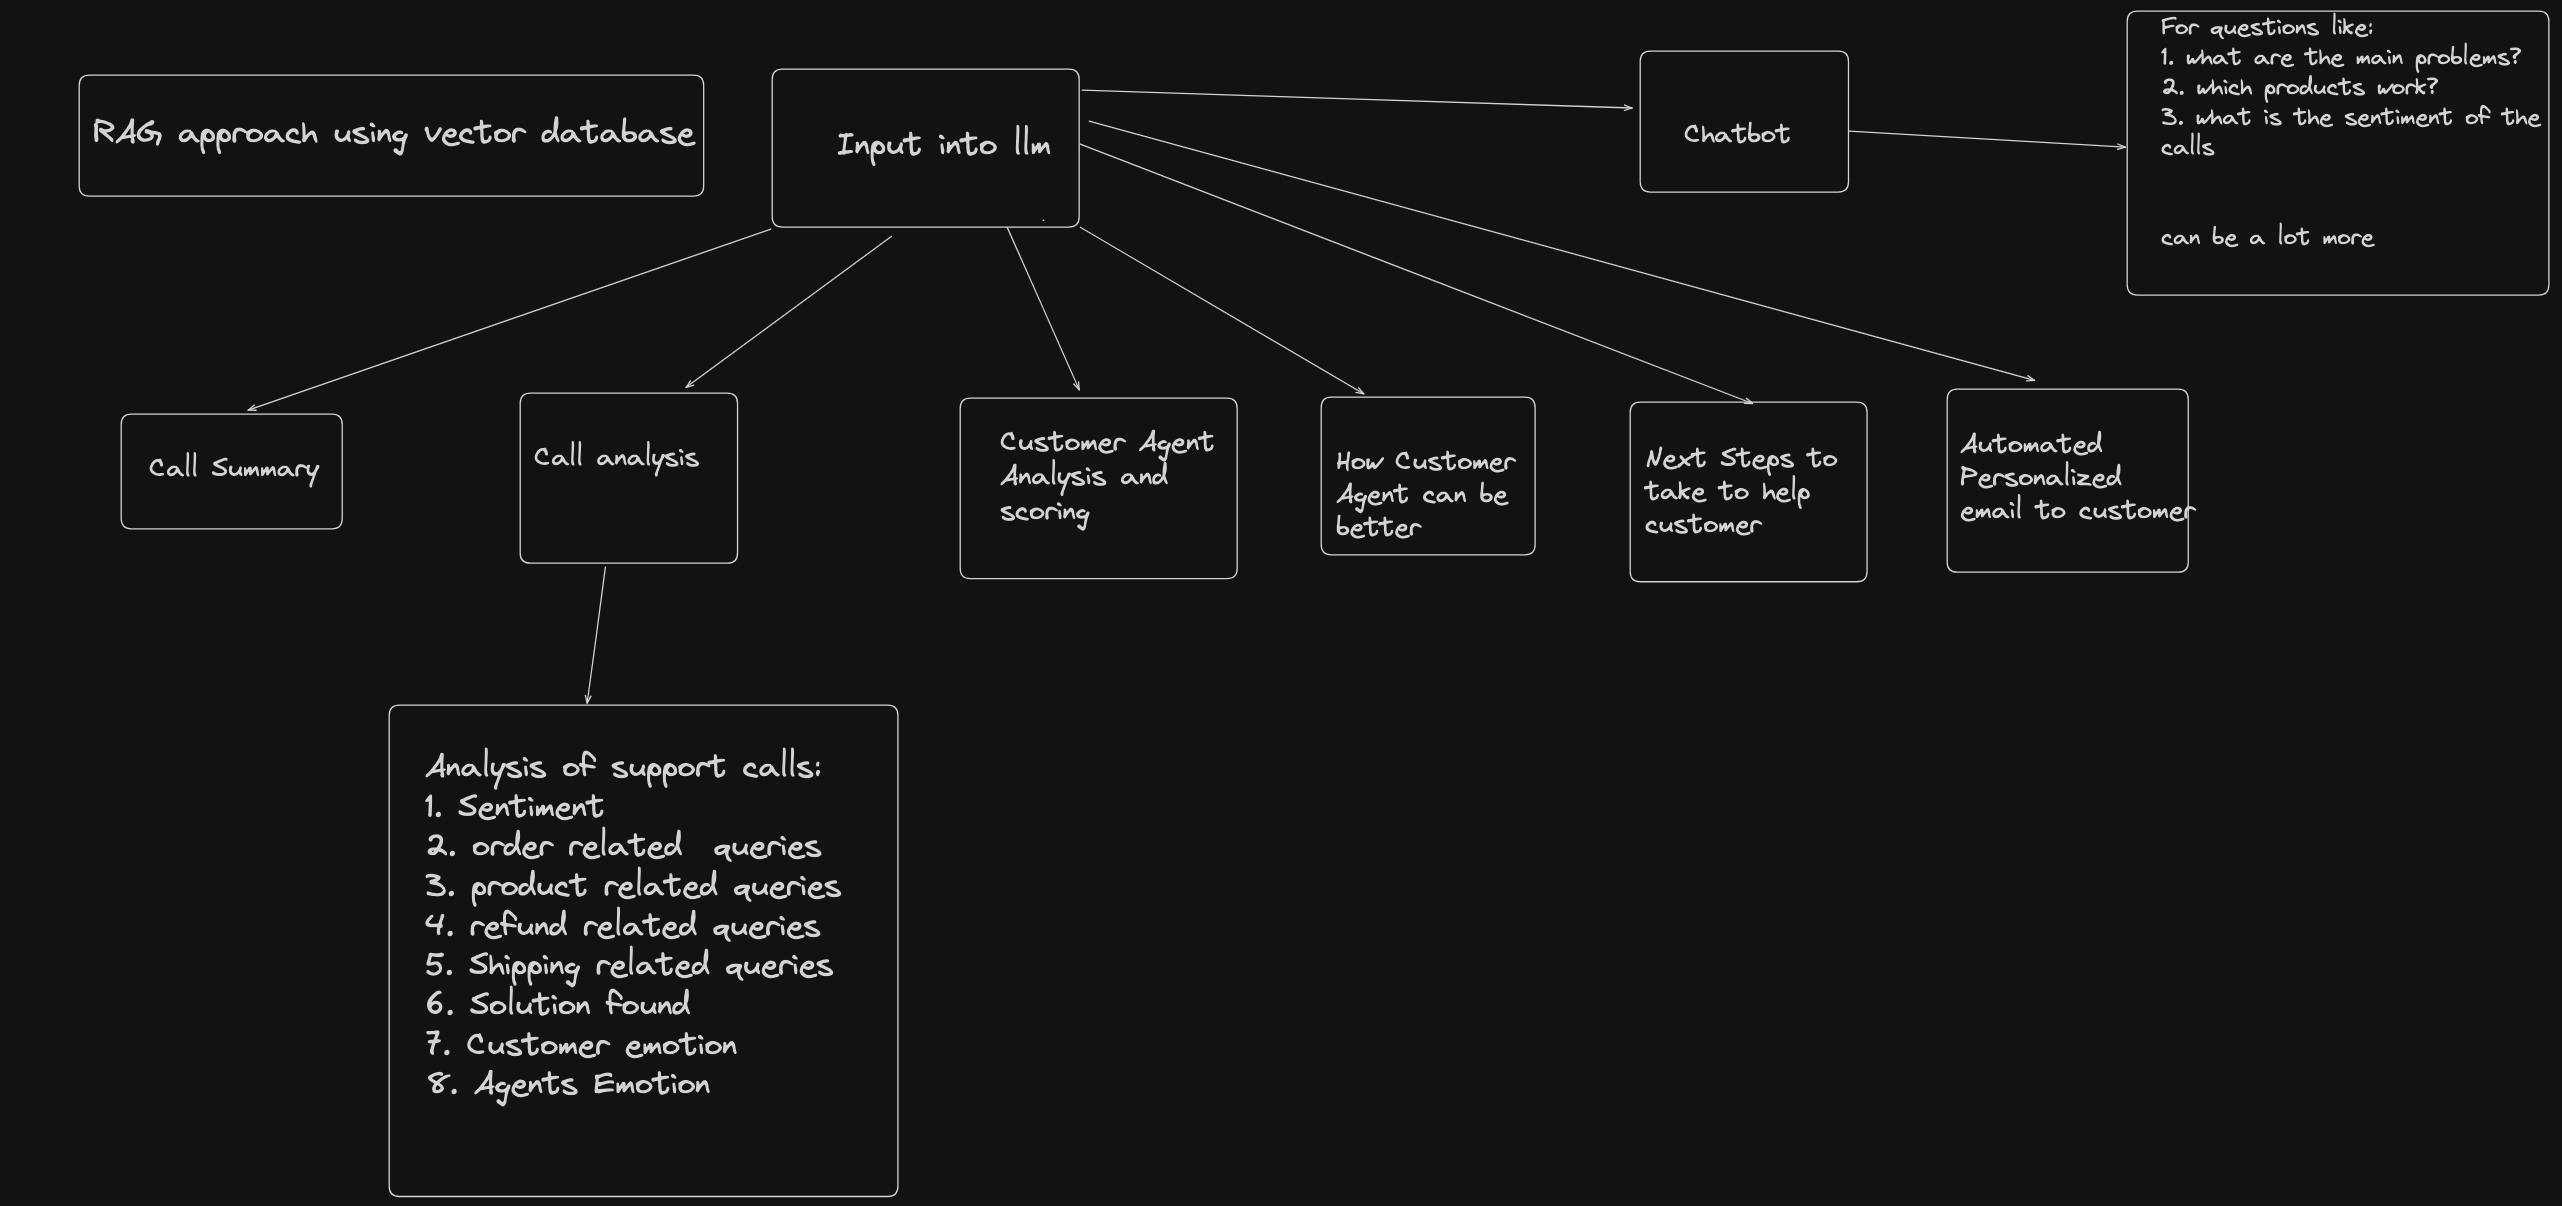 RAG approach using vector database
Input into llm
Chatbot
For questions like:
1. what are the main problems?
2. which products work?
3. what is the sentiment of the
calls
can be a lot more
Call Summary
Call analysis
Customer Agent
Analysis and
scoring
How Customer
Agent can be
better
Next Steps to
take to help
customer
Automated
Personalized
email to customer
Analysis of support calls:
1. Sentiment
2. order related  queries
3. product related queries
4. refund related queries
5. Shipping related queries
6. Solution found
7. Customer emotion
8. Agents Emotion